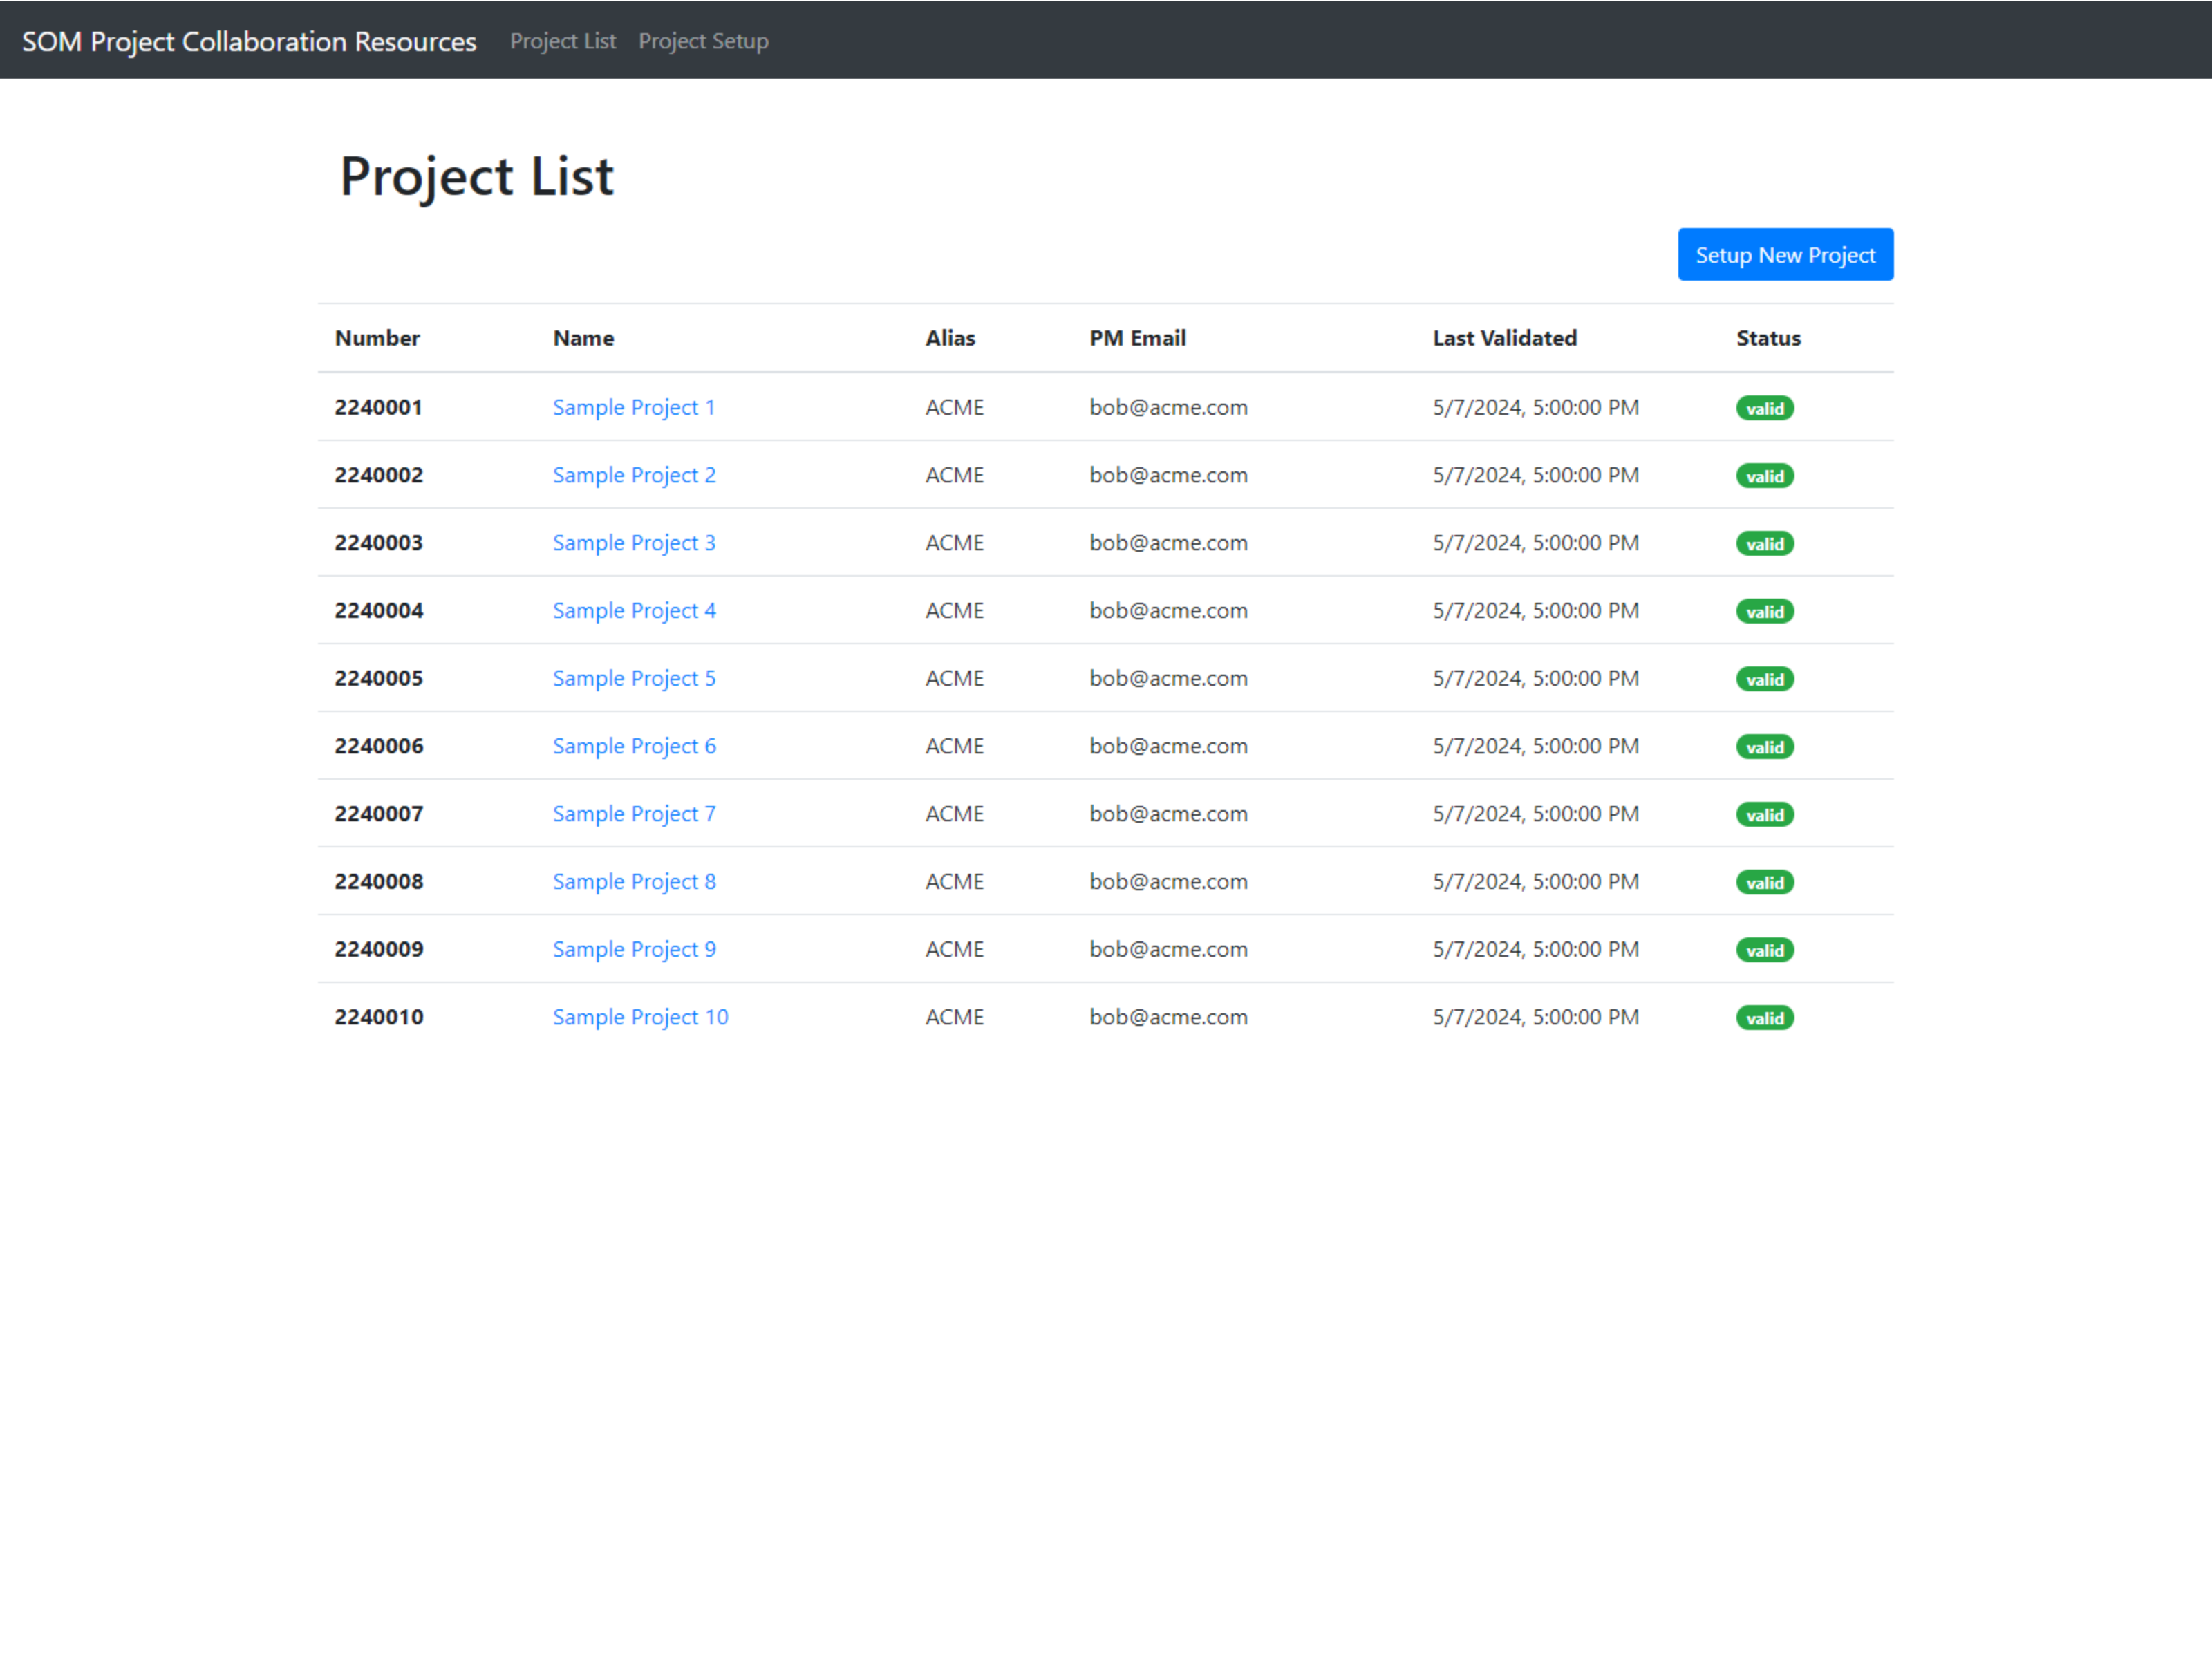 SOM Project Collaboration Resources Project List Project Setup
Project List
Setup New Project
Number Name Alias PM Email Last Validated Status
2240001 Sample Project 1 ACME bob@acme.com 5/7/2024, 5:00:00 PM valid
2240002 Sample Project 2 ACME bob@acme.com 5/7/2024, 5:00:00 PM valid
2240003 Sample Project 3 ACME bob@acme.com 5/7/2024, 5:00:00 PM valid
2240004 Sample Project 4 ACME bob@acme.com 5/7/2024, 5:00:00 PM valid
2240005 Sample Project 5 ACME bob@acme.com 5/7/2024, 5:00:00 PM valid
2240006 Sample Project 6 ACME bob@acme.com 5/7/2024, 5:00:00 PM valid
2240007 Sample Project 7 ACME bob@acme.com 5/7/2024, 5:00:00 PM valid
2240008 Sample Project 8 ACME bob@acme.com 5/7/2024, 5:00:00 PM valid
2240009 Sample Project 9 ACME bob@acme.com 5/7/2024, 5:00:00 PM valid
2240010 Sample Project 10 ACME bob@acme.com 5/7/2024, 5:00:00 PM valid